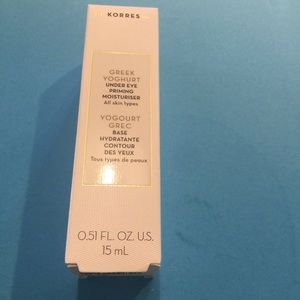 KORRES
GREEK
YOGHURT
UNDER EYE
PRIMING
MOISTURISER
All skin types
YOGOURT
GREC
BASE
HYDRATANTE
CONTOUR
DES YEUX
Tous types de peaux
0.51 FL. OZ. U.S.
15 mL